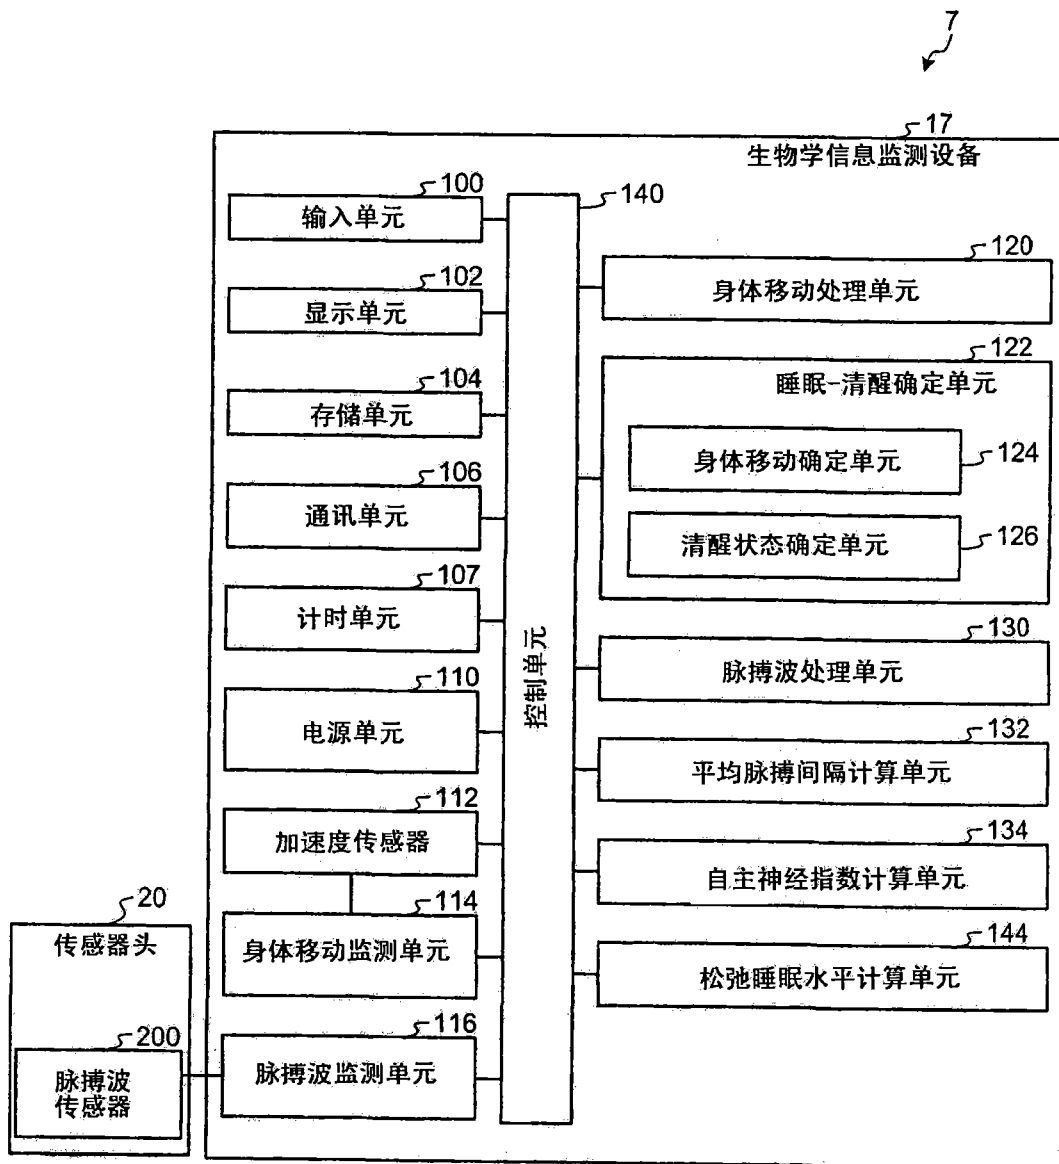 7
17
生物学信息监测设备
100
输入单元
102
显示单元
104
存储单元
106
通讯单元
107
计时单元
110
电源单元
112
加速度传感器
114
身体移动监测单元
116
脉搏波监测单元
20
传感器头
200
脉搏波
传感器
140
控制单元
120
身体移动处理单元
122
睡眠-清醒确定单元
身体移动确定单元
124
清醒状态确定单元
126
130
脉搏波处理单元
132
平均脉搏间隔计算单元
134
自主神经指数计算单元
144
松弛睡眠水平计算单元